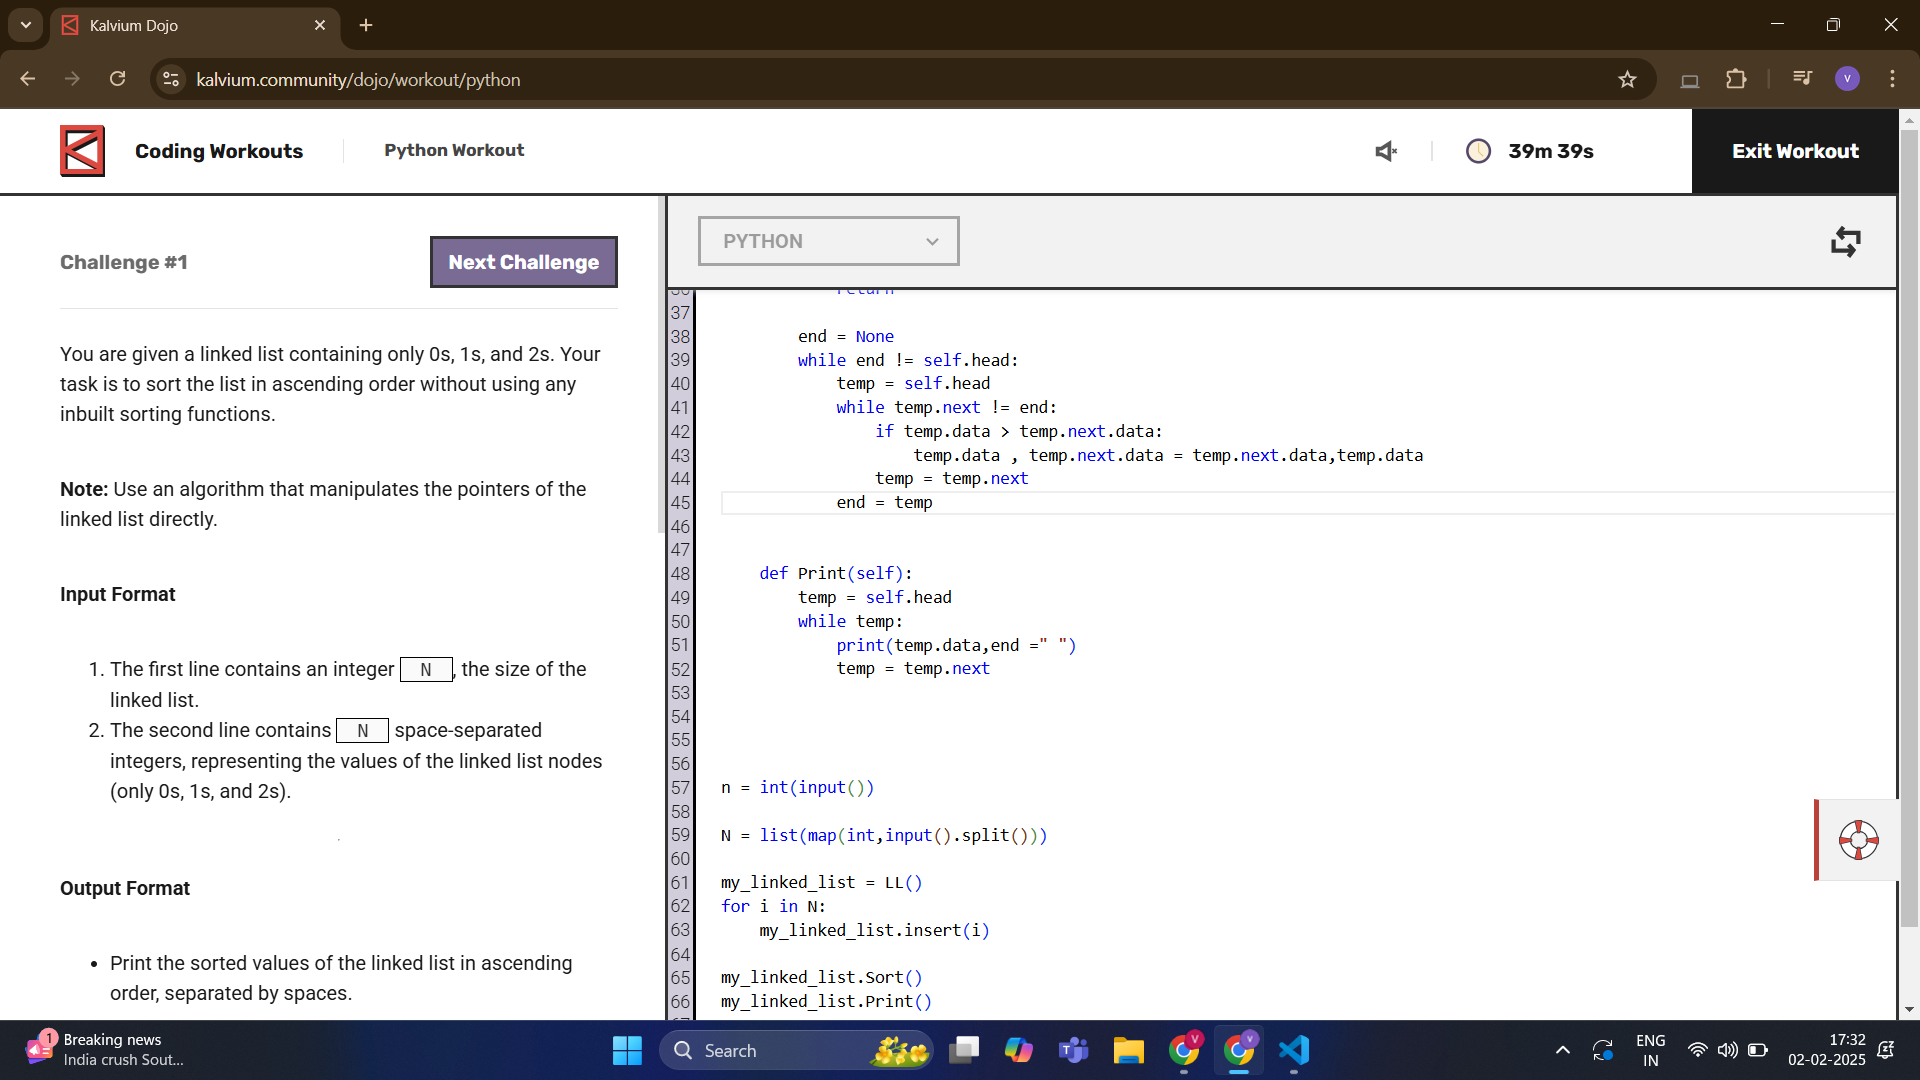 Kalvium Dojo
kalvium.community/dojo/workout/python
V
Coding Workouts
Python Workout
39m 39s
Exit Workout
Challenge #1
Next Challenge
You are given a linked list containing only 0s, 1s, and 2s. Your
task is to sort the list in ascending order without using any
inbuilt sorting functions.
Note: Use an algorithm that manipulates the pointers of the
linked list directly.
Input Format
1. The first line contains an integer N, the size of the
linked list.
2. The second line contains N space-separated
integers, representing the values of the linked list nodes
(only 0s, 1s, and 2s).
Output Format
• Print the sorted values of the linked list in ascending
order, separated by spaces.
PYTHON
36 return
37
38 end = None
39 while end != self.head:
40 temp = self.head
41 while temp.next != end:
42 if temp.data > temp.next.data:
43 temp.data , temp.next.data = temp.next.data,temp.data
44 temp = temp.next
45 end = temp
46
47
48 def Print(self):
49 temp = self.head
50 while temp:
51 print(temp.data,end =" ")
52 temp = temp.next
53
54
55
56
57 n = int(input())
58
59 N = list(map(int,input().split()))
60
61 my_linked_list = LL()
62 for i in N:
63 my_linked_list.insert(i)
64
65 my_linked_list.Sort()
66 my_linked_list.Print()
1
Breaking news
India crush Sout...
Search
V
V
ENG
IN
17:32
02-02-2025